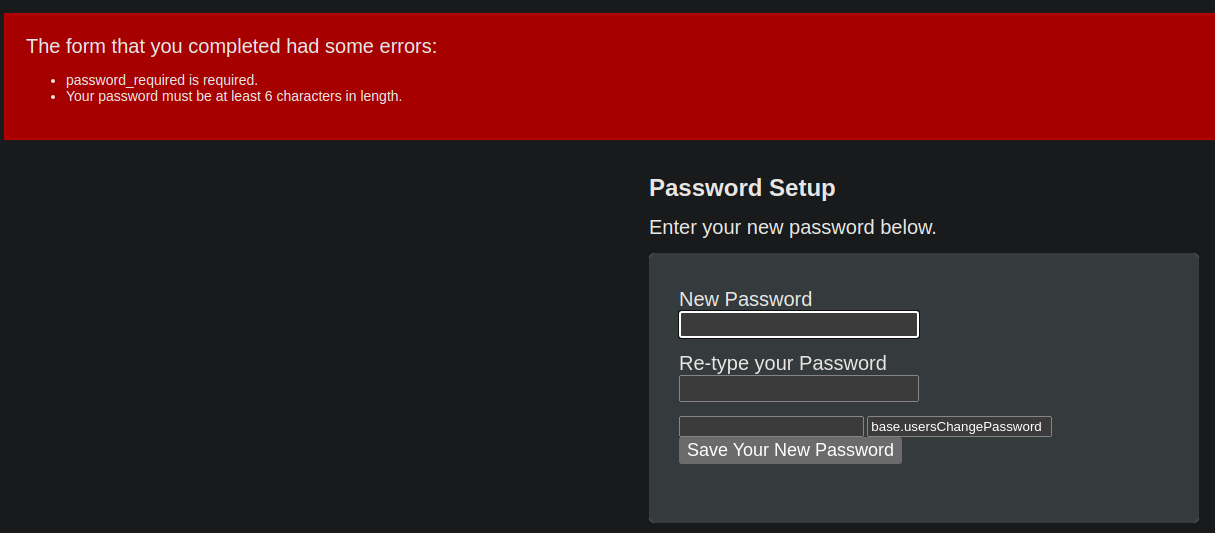 The form that you completed had some errors:
password_required is required.
Your password must be at least 6 characters in length.
Password Setup
Enter your new password below.
New Password
Re-type your Password
base.usersChangePassword
Save Your New Password